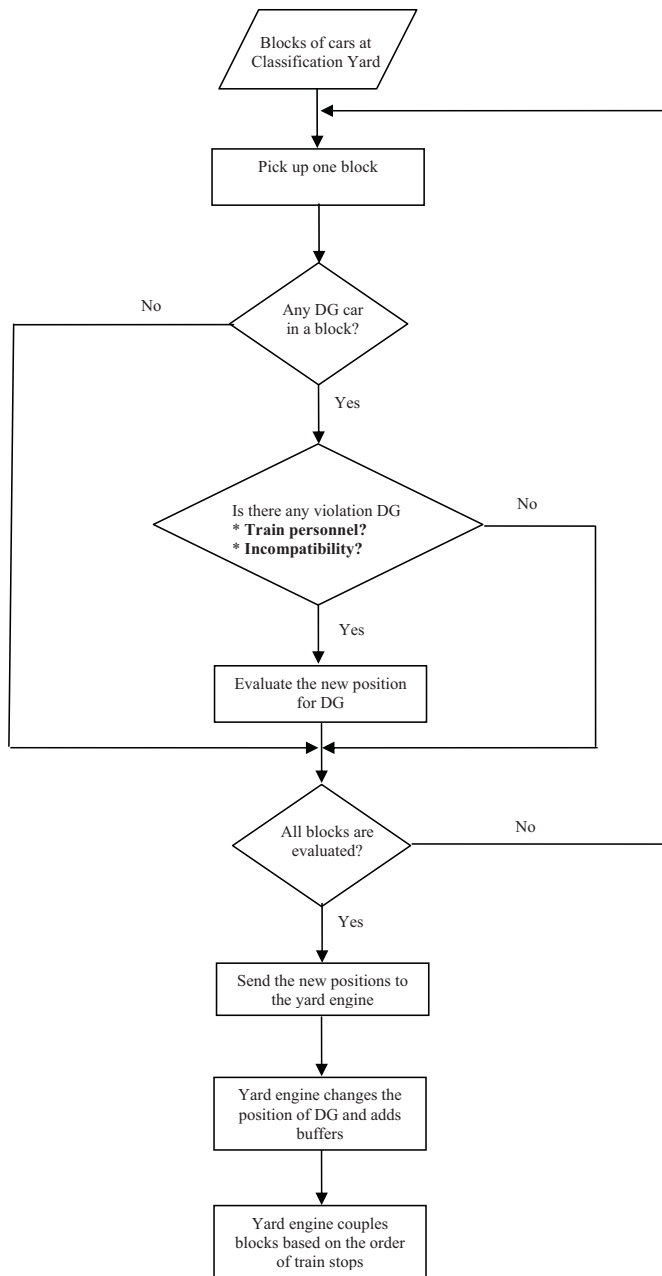 Blocks of cars at
Classification Yard
Pick up one block
No
Any DG car
in a block?
Yes
Is there any violation DG
* Train personnel?
* Incompatibility?
No
Yes
Evaluate the new position
for DG
All blocks are
evaluated?
No
Yes
Send the new positions to
the yard engine
Yard engine changes the
position of DG and adds
buffers
Yard engine couples
blocks based on the order
of train stops